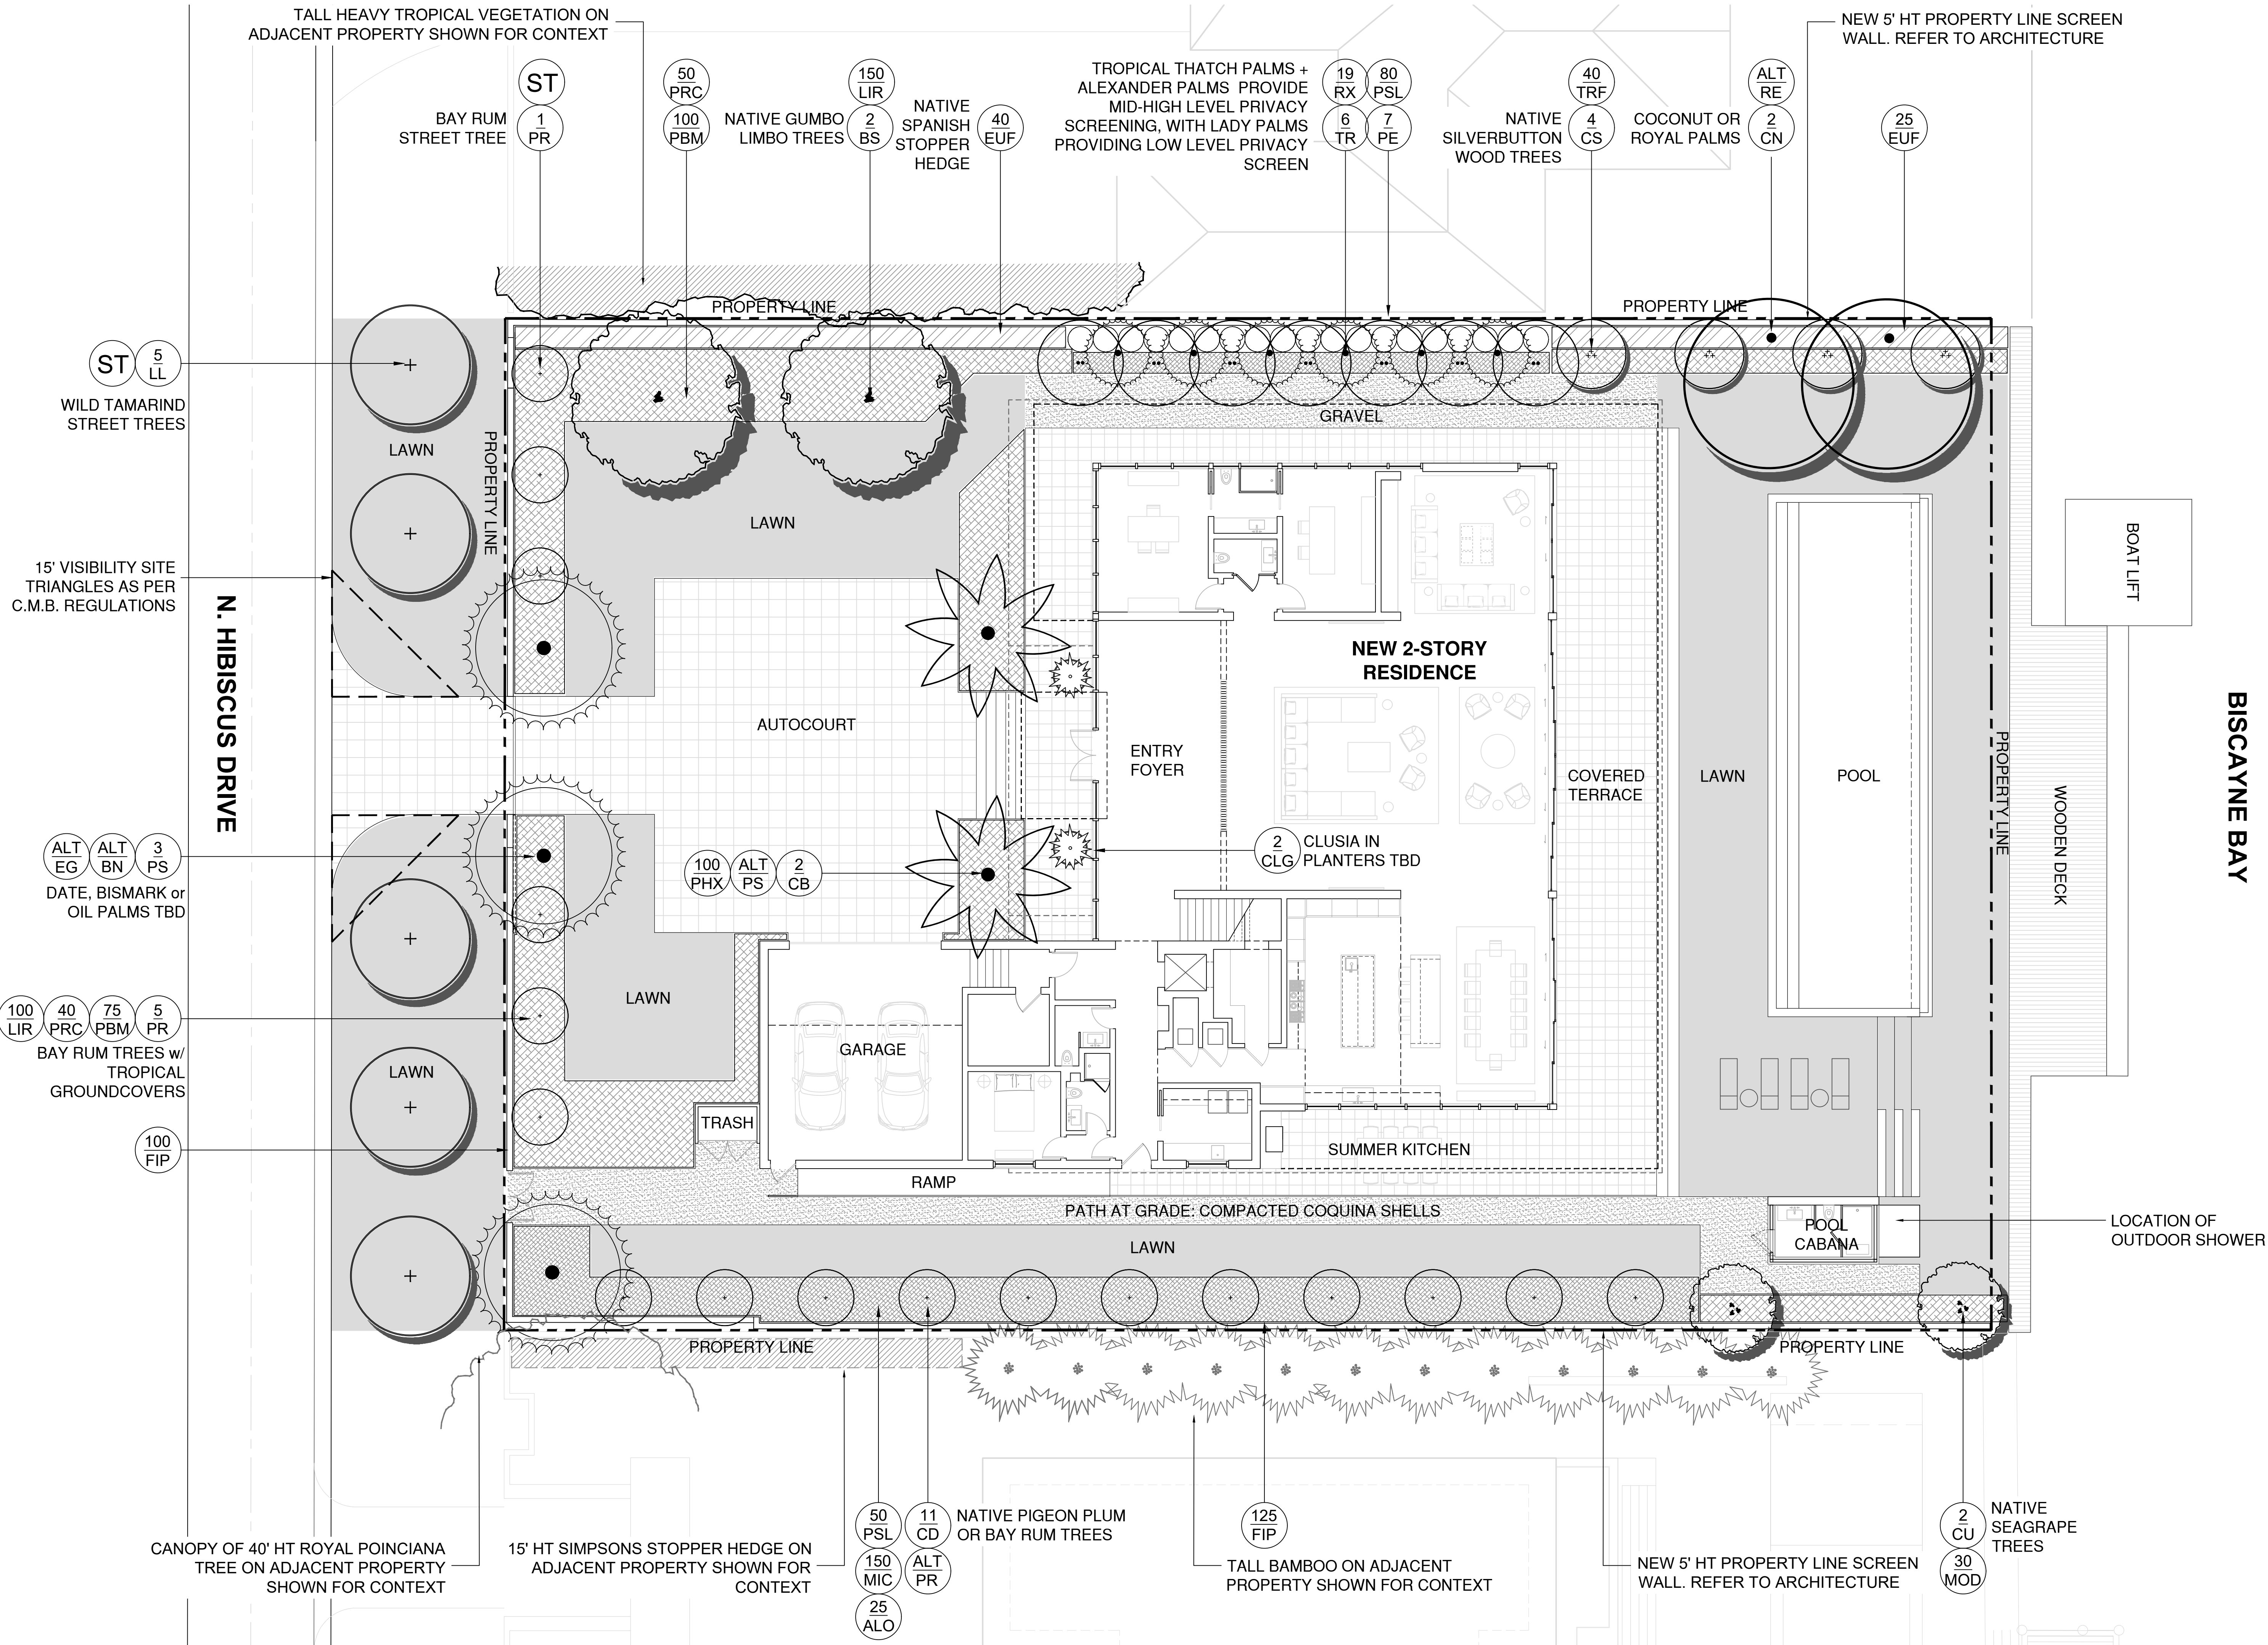 TALL HEAVY TROPICAL VEGETATION ON
ADJACENT PROPERTY SHOWN FOR CONTEXT
NEW 5' HT PROPERTY LINE SCREEN
WALL. REFER TO ARCHITECTURE
ST
1
PR
BAY RUM
STREET TREE
50
PRC
100
PBM
150
LIR
2
BS
NATIVE GUMBO
LIMBO TREES
NATIVE
SPANISH
STOPPER
HEDGE
40
EUF
TROPICAL THATCH PALMS +
ALEXANDER PALMS PROVIDE
MID-HIGH LEVEL PRIVACY
SCREENING, WITH LADY PALMS
PROVIDING LOW LEVEL PRIVACY
SCREEN
19
RX
80
PSL
6
TR
7
PE
40
TRF
4
CS
NATIVE
SILVERBUTTON
WOOD TREES
ALT
RE
2
CN
COCONUT OR
ROYAL PALMS
25
EUF
PROPERTY LINE
PROPERTY LINE
ST
5
LL
WILD TAMARIND
STREET TREES
LAWN
PROPERTY LINE
GRAVEL
LAWN
15' VISIBILITY SITE
TRIANGLES AS PER
C.M.B. REGULATIONS
N. HIBISCUS DRIVE
BOAT LIFT
NEW 2-STORY
RESIDENCE
AUTOCOURT
ENTRY
FOYER
COVERED
TERRACE
LAWN
POOL
PROPERTY LINE
WOODEN DECK
BISCAYNE BAY
ALT
EG
ALT
BN
3
PS
DATE, BISMARK or
OIL PALMS TBD
100
PHX
ALT
PS
2
CB
2
CLG
CLUSIA IN
PLANTERS TBD
100
LIR
40
PRC
75
PBM
5
PR
BAY RUM TREES w/
TROPICAL
GROUNDCOVERS
LAWN
LAWN
GARAGE
TRASH
100
FIP
SUMMER KITCHEN
RAMP
PATH AT GRADE: COMPACTED COQUINA SHELLS
LAWN
POOL
CABANA
LOCATION OF
OUTDOOR SHOWER
PROPERTY LINE
PROPERTY LINE
CANOPY OF 40' HT ROYAL POINCIANA
TREE ON ADJACENT PROPERTY
SHOWN FOR CONTEXT
15' HT SIMPSONS STOPPER HEDGE ON
ADJACENT PROPERTY SHOWN FOR
CONTEXT
50
PSL
150
MIC
25
ALO
11
CD
ALT
PR
NATIVE PIGEON PLUM
OR BAY RUM TREES
125
FIP
TALL BAMBOO ON ADJACENT
PROPERTY SHOWN FOR CONTEXT
NEW 5' HT PROPERTY LINE SCREEN
WALL. REFER TO ARCHITECTURE
2
CU
30
MOD
NATIVE
SEAGRAPE
TREES